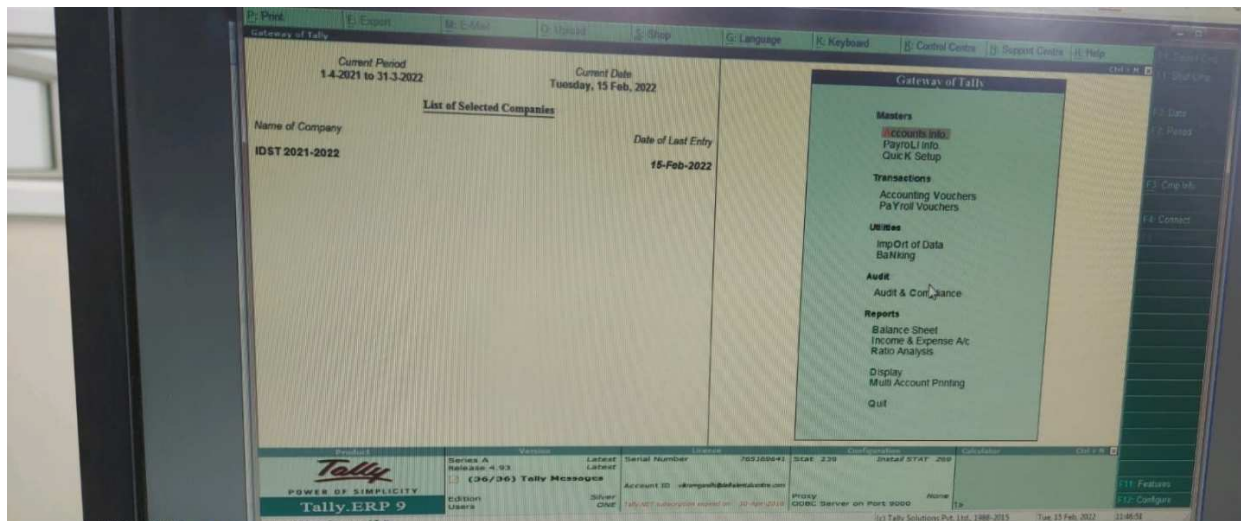 P: Print
E: Export
M: E-Mail
O: Upload
S: Shop
G: Language
K: Keyboard
K: Control Centre
H: Support Centre
H: Help
Gateway of Tally
Current Period
1-4-2021 to 31-3-2022
Current Date
Tuesday, 15 Feb, 2022
List of Selected Companies
Name of Company
Date of Last Entry
IDST 2021-2022
15-Feb-2022
Gateway of Tally
Masters
Accounts Info.
PayroLl Info.
QuicK Setup
Transactions
Accounting Vouchers
PaYroll Vouchers
Utilities
ImpOrt of Data
BaNking
Audit
Audit & Compliance
Reports
Balance Sheet
Income & Expense A/c
Ratio Analysis
Display
Multi Account Printing
Quit
F2: Date
F2: Period
F3: Cmp Info
F4: Connect
F11: Features
F12: Configure
Product
Version
License
Configuration
Calculator
Ctrl + N
Tally
POWER OF SIMPLICITY
Tally.ERP 9
Series A
Latest
Release 4.93
Latest
(36/36) Tally Messages
Edition
Silver
Users
ONE
Serial Number
Account ID
Stat 239
Install STAT
Proxy
None
ODBC Server on Port 9000
1>
(c) Tally Solutions Pvt. Ltd., 1988-2015
Tue, 15 Feb, 2022